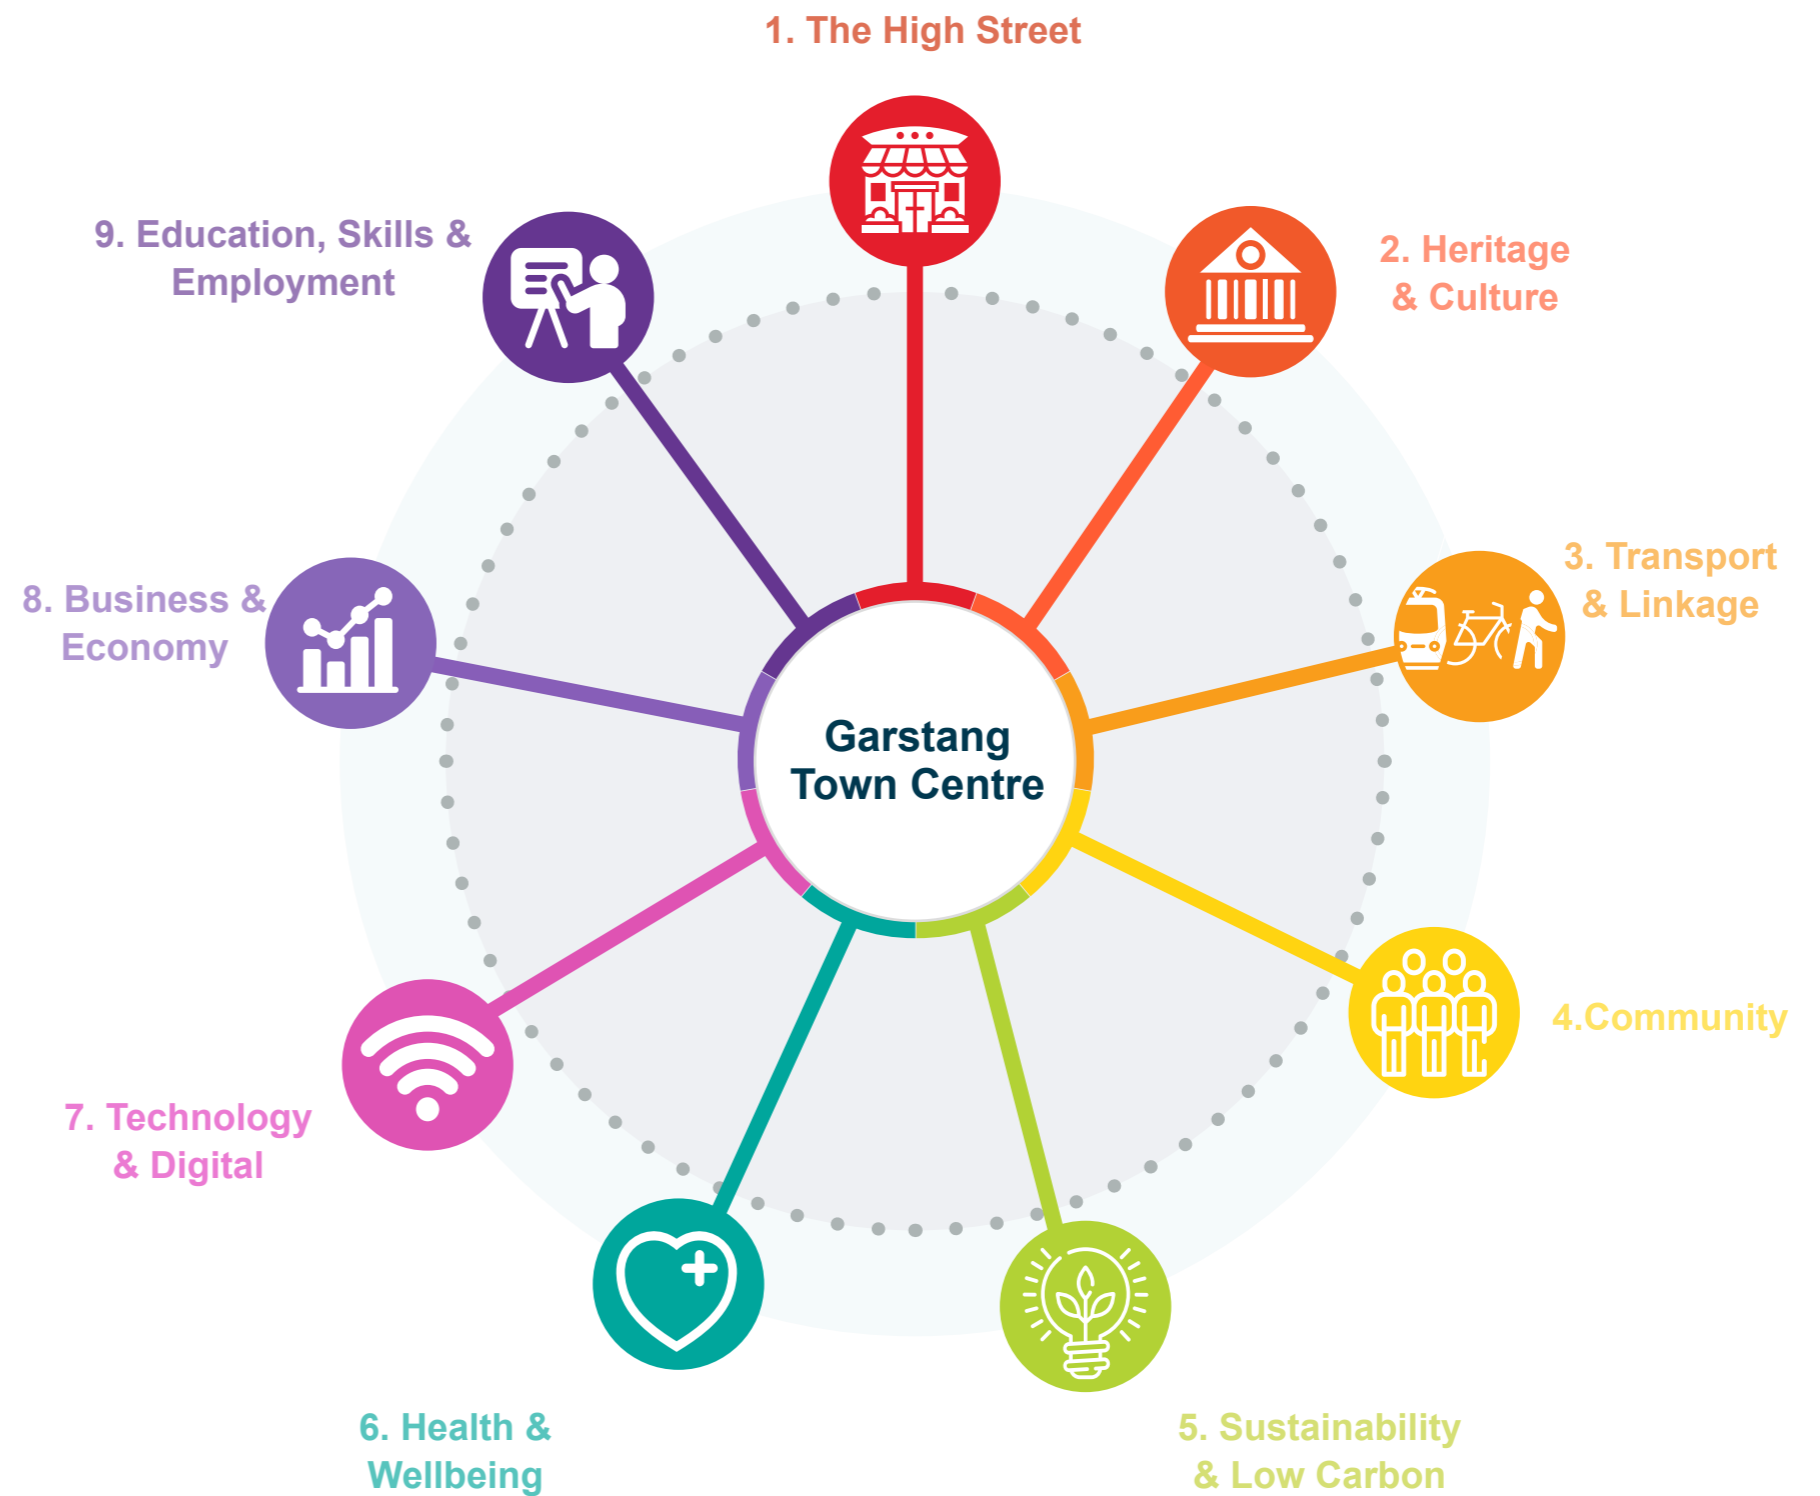 1. The High Street
2. Heritage
& Culture
3. Transport
& Linkage
4.Community
5. Sustainability
& Low Carbon
6. Health &
Wellbeing
7. Technology
& Digital
8. Business &
Economy
9. Education, Skills &
Employment
Garstang
Town Centre